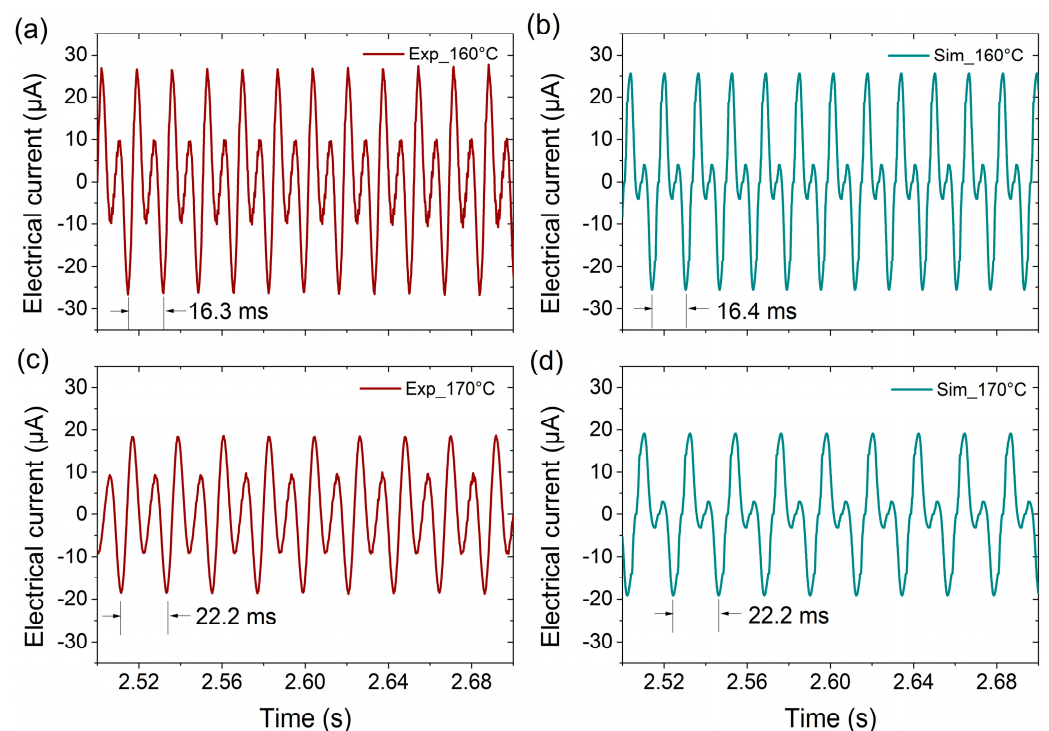 (a)
(b)
Exp_160°C
Sim_160°C
Electrical current (μA)
30
20
10
0
-10
-20
-30
16.3 ms
Electrical current (μA)
30
20
10
0
-10
-20
-30
16.4 ms
(c)
(d)
Exp_170°C
Sim_170°C
Electrical current (μA)
30
20
10
0
-10
-20
-30
22.2 ms
2.52 2.56 2.60 2.64 2.68
Time (s)
Electrical current (μA)
30
20
10
0
-10
-20
-30
22.2 ms
2.52 2.56 2.60 2.64 2.68
Time (s)